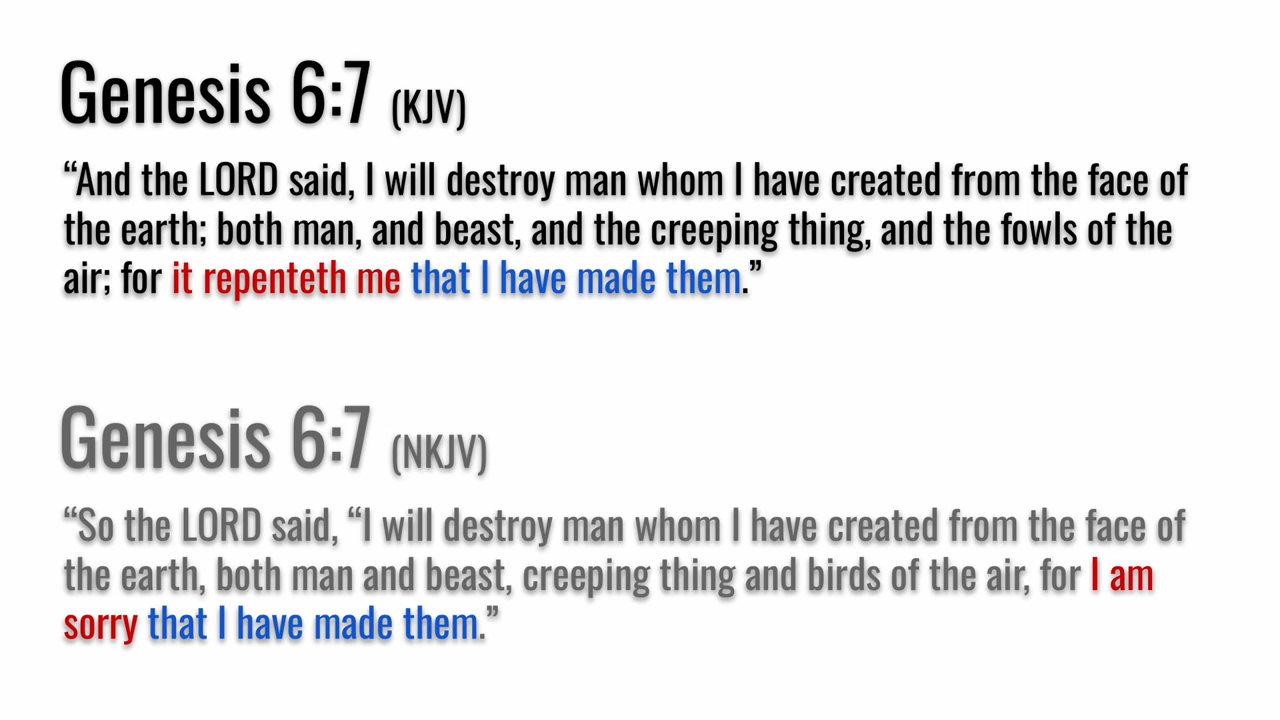 Genesis 6:7 (KJV)
“And the LORD said, I will destroy man whom I have created from the face of
the earth; both man, and beast, and the creeping thing, and the fowls of the
air; for it repenteth me that I have made them.”
Genesis 6:7 (NKJV)
“So the LORD said, “I will destroy man whom I have created from the face of
the earth, both man and beast, creeping thing and birds of the air, for I am
sorry that I have made them.”